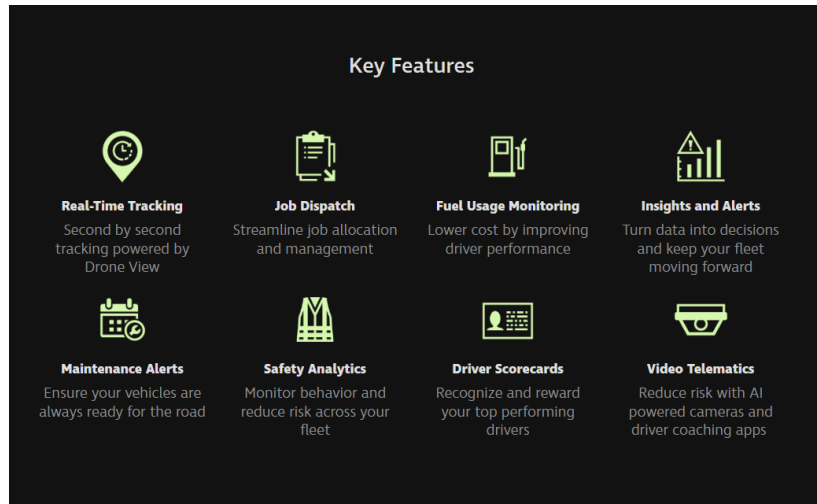 Key Features
Real-Time Tracking
Second by second
tracking powered by
Drone View
Job Dispatch
Streamline job allocation
and management
Fuel Usage Monitoring
Lower cost by improving
driver performance
Insights and Alerts
Turn data into decisions
and keep your fleet
moving forward
Maintenance Alerts
Ensure your vehicles are
always ready for the road
Safety Analytics
Monitor behavior and
reduce risk across your
fleet
Driver Scorecards
Recognize and reward
your top performing
drivers
Video Telematics
Reduce risk with AI
powered cameras and
driver coaching apps